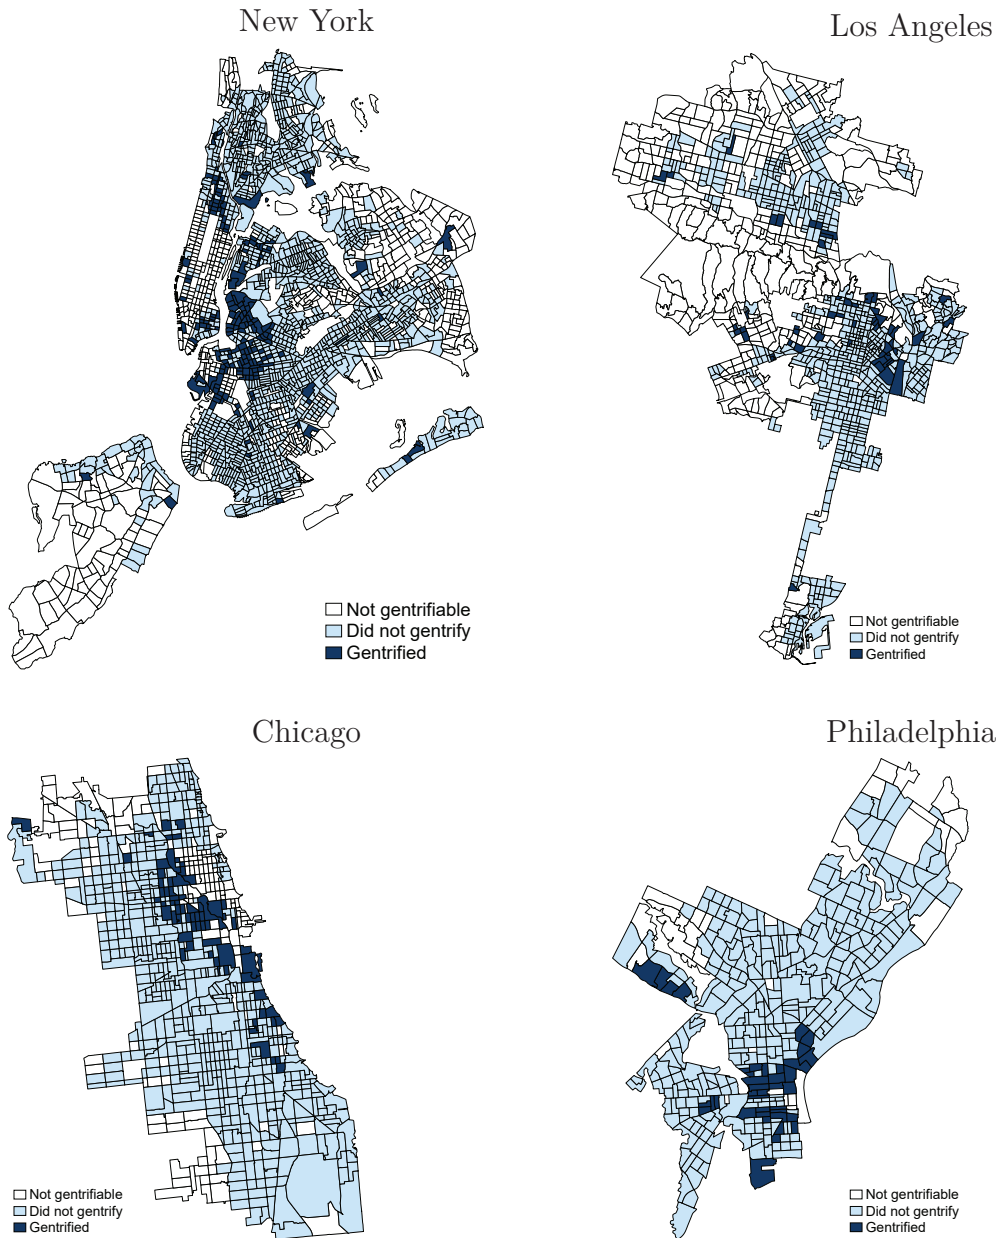 New York
Los Angeles
Not gentrifiable
Did not gentrify
Gentrified
Not gentrifiable
Did not gentrify
Gentrified
Chicago
Philadelphia
Not gentrifiable
Did not gentrify
Gentrified
Not gentrifiable
Did not gentrify
Gentrified